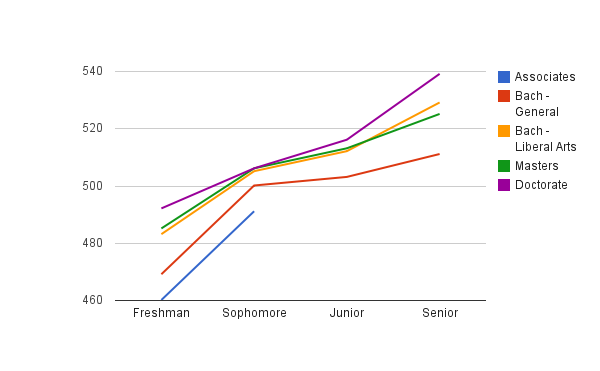 540
520
500
480
460
Freshman Sophomore Junior Senior
Associates
Bach -
General
Bach -
Liberal Arts
Masters
Doctorate